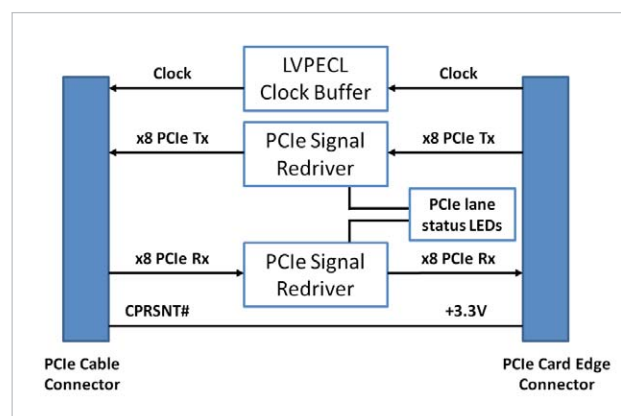 Clock
LVPECL
Clock Buffer
Clock
x8 PCIe Tx
PCIe Signal
Redriver
x8 PCIe Tx
PCIe lane
status LEDs
x8 PCIe Rx
PCIe Signal
Redriver
x8 PCIe Rx
CPRSNT#
+3.3V
PCIe Cable
Connector
PCIe Card Edge
Connector